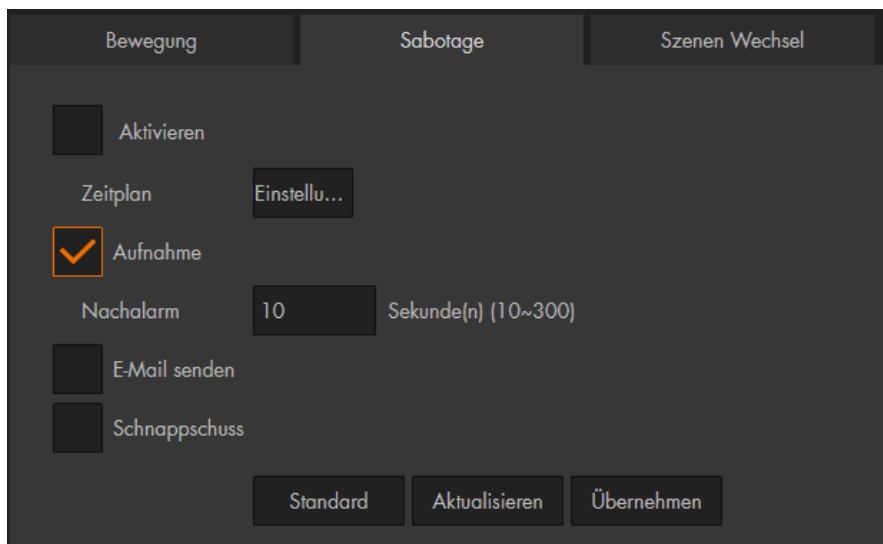 Bewegung Sabotage Szenen Wechsel
Aktivieren
Zeitplan Einstellu...
Aufnahme
Nachalarm 10 Sekunde(n) (10~300)
E-Mail senden
Schnappschuss
Standard Aktualisieren Übernehmen